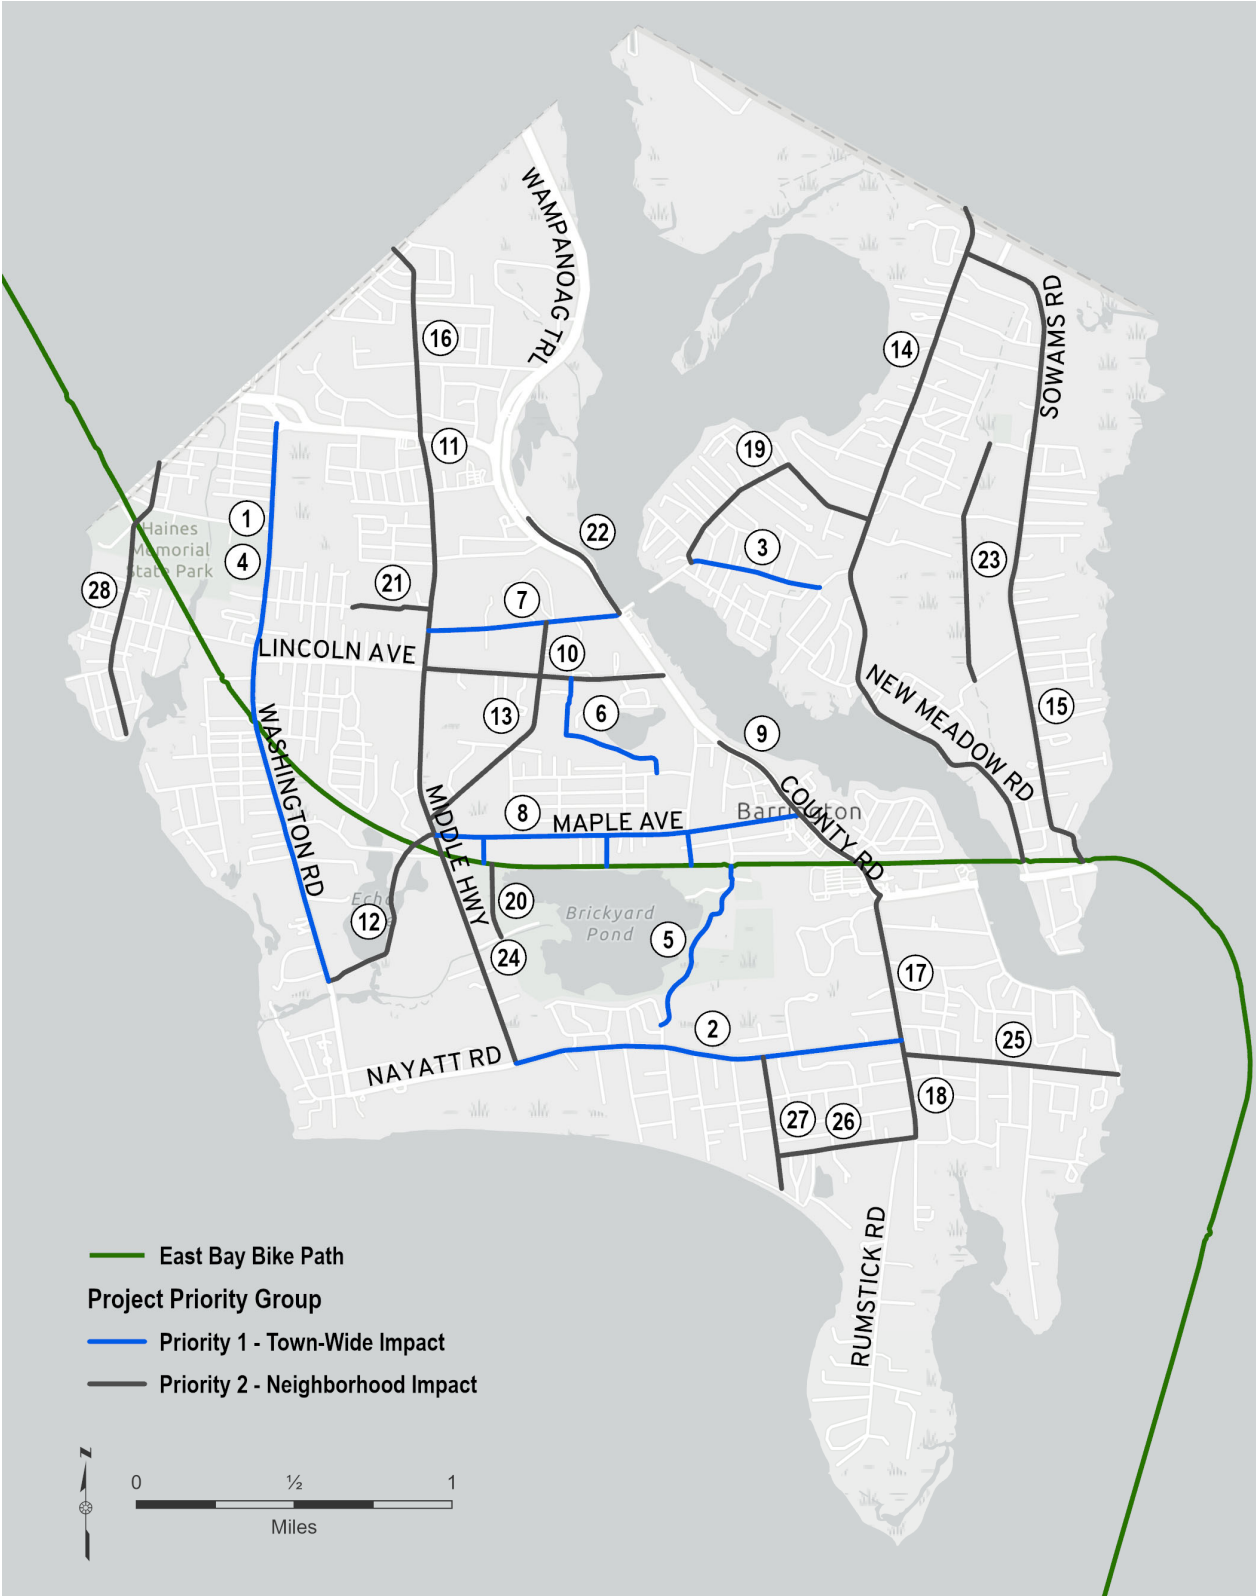 WAMPANOAG TRL
SOWAMS RD
16
14
11
19
1
22
3
Haines
Memorial
State Park
4
23
28
21
7
LINCOLN AVE
10
NEW MEADOW RD
13
6
15
WASHINGTON RD
9
COUNTY RD
MIDDLE HWY
8
MAPLE AVE
Barrington
20
12
Brickyard
Pond
5
24
17
2
25
NAYATT RD
18
27
26
RUMSTICK RD
East Bay Bike Path
Project Priority Group
Priority 1 - Town-Wide Impact
Priority 2 - Neighborhood Impact
N
0 ½ 1
Miles